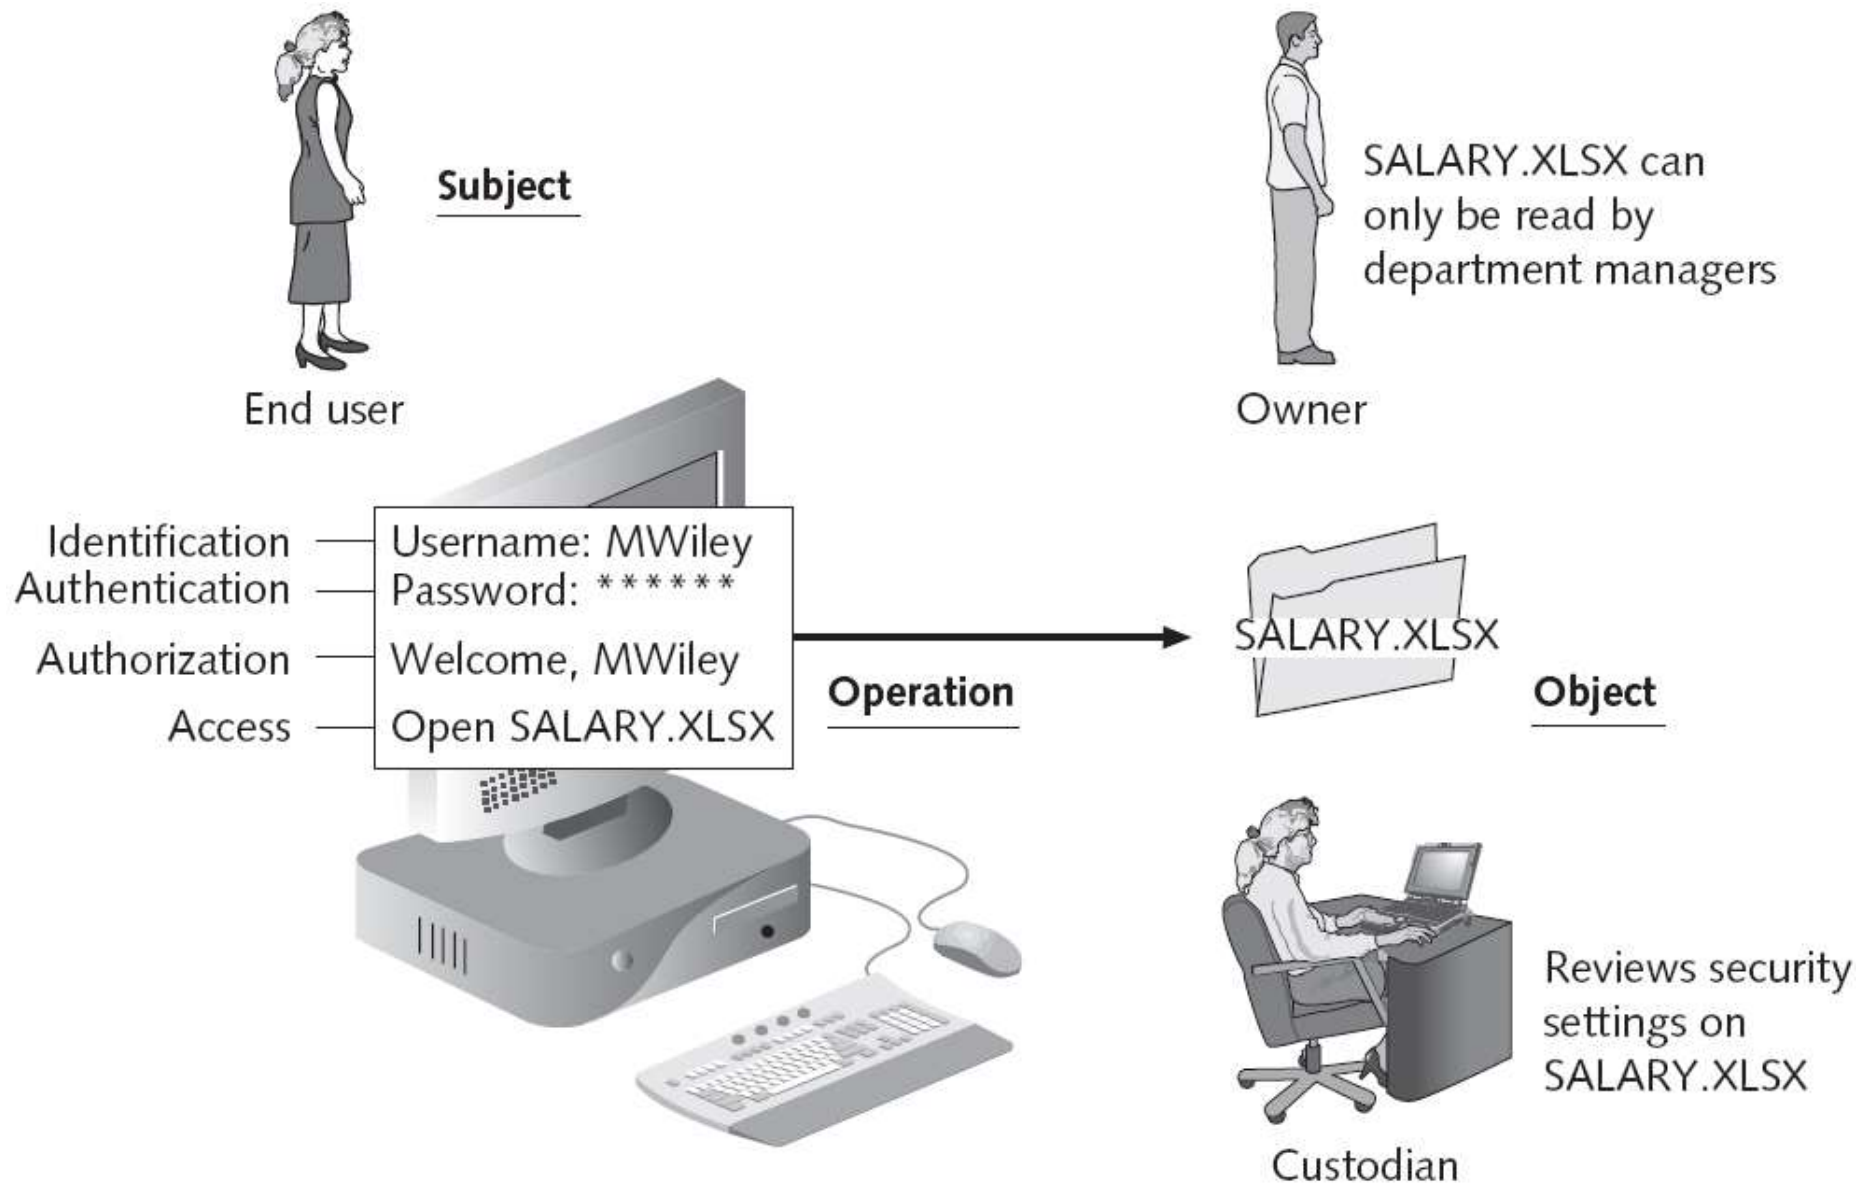 Subject
SALARY.XLSX can
only be read by
department managers
End user
Owner
Identification
Username: MWiley
Authentication
Password: ******
Authorization
Welcome, MWiley
Access
Open SALARY.XLSX
Operation
SALARY.XLSX
Object
Reviews security
settings on
SALARY.XLSX
Custodian